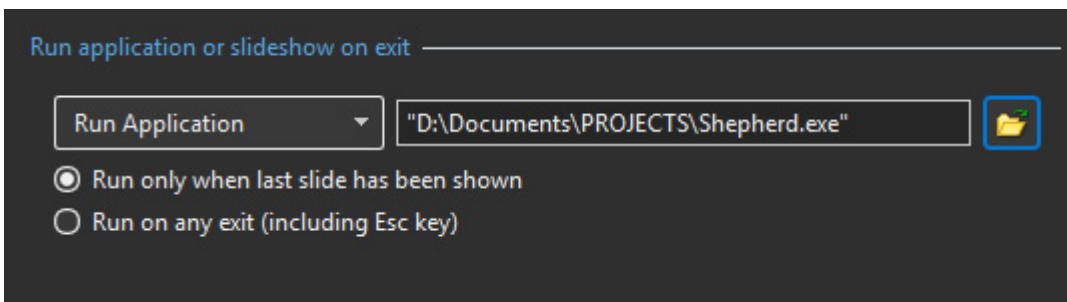 Run application or slideshow on exit
Run Application "D:\Documents\PROJECTS\Shepherd.exe"
Run only when last slide has been shown
Run on any exit (including Esc key)